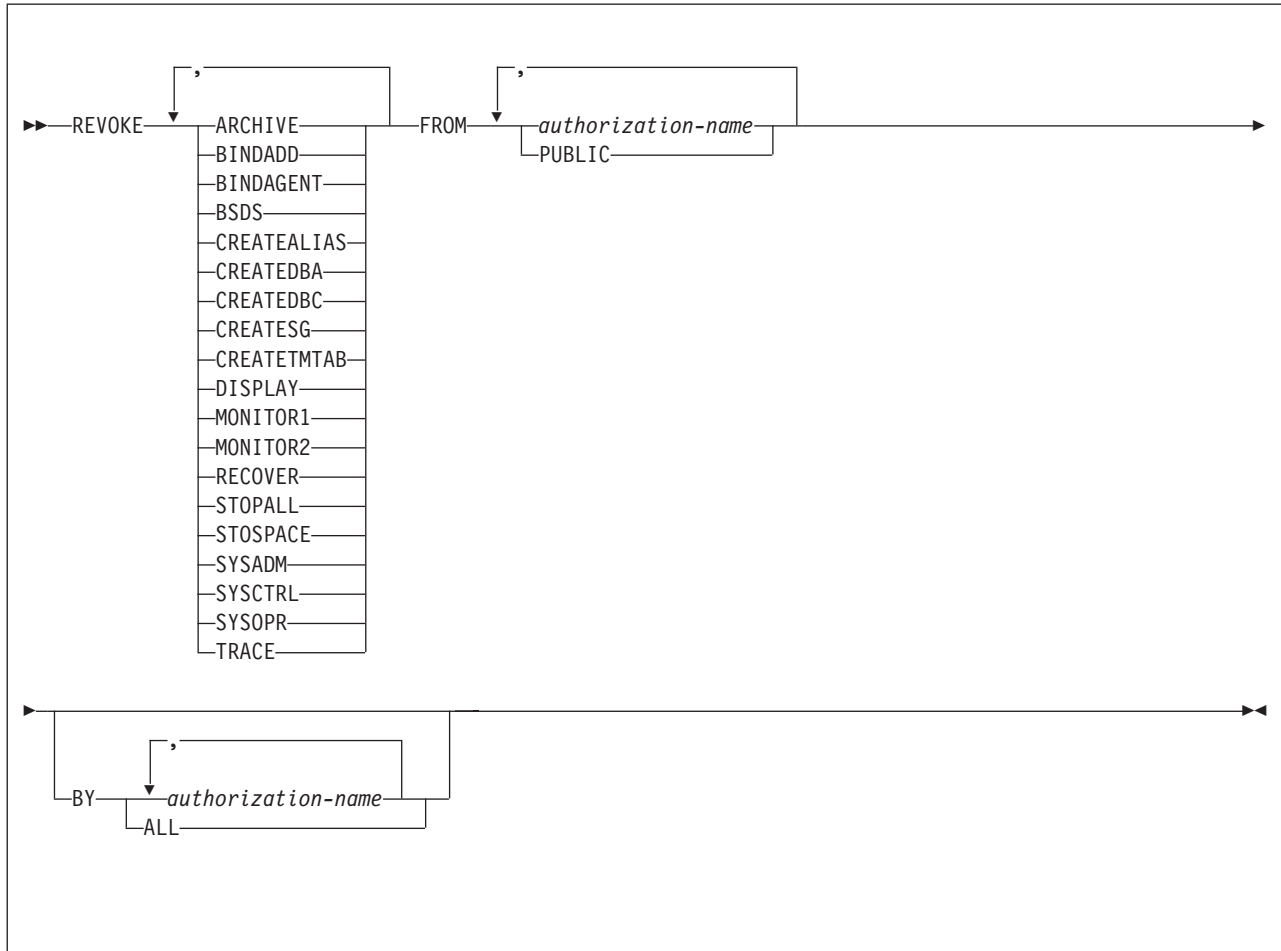 , ,
REVOKE ARCHIVE FROM authorization-name
BINDADD PUBLIC
BINDAGENT
BSDS
CREATEALIAS
CREATEDBA
CREATEDBC
CREATESG
CREATETMTAB
DISPLAY
MONITOR1
MONITOR2
RECOVER
STOPALL
STOSPACE
SYSADM
SYSCTRL
SYSOPR
TRACE
,
BY authorization-name
ALL